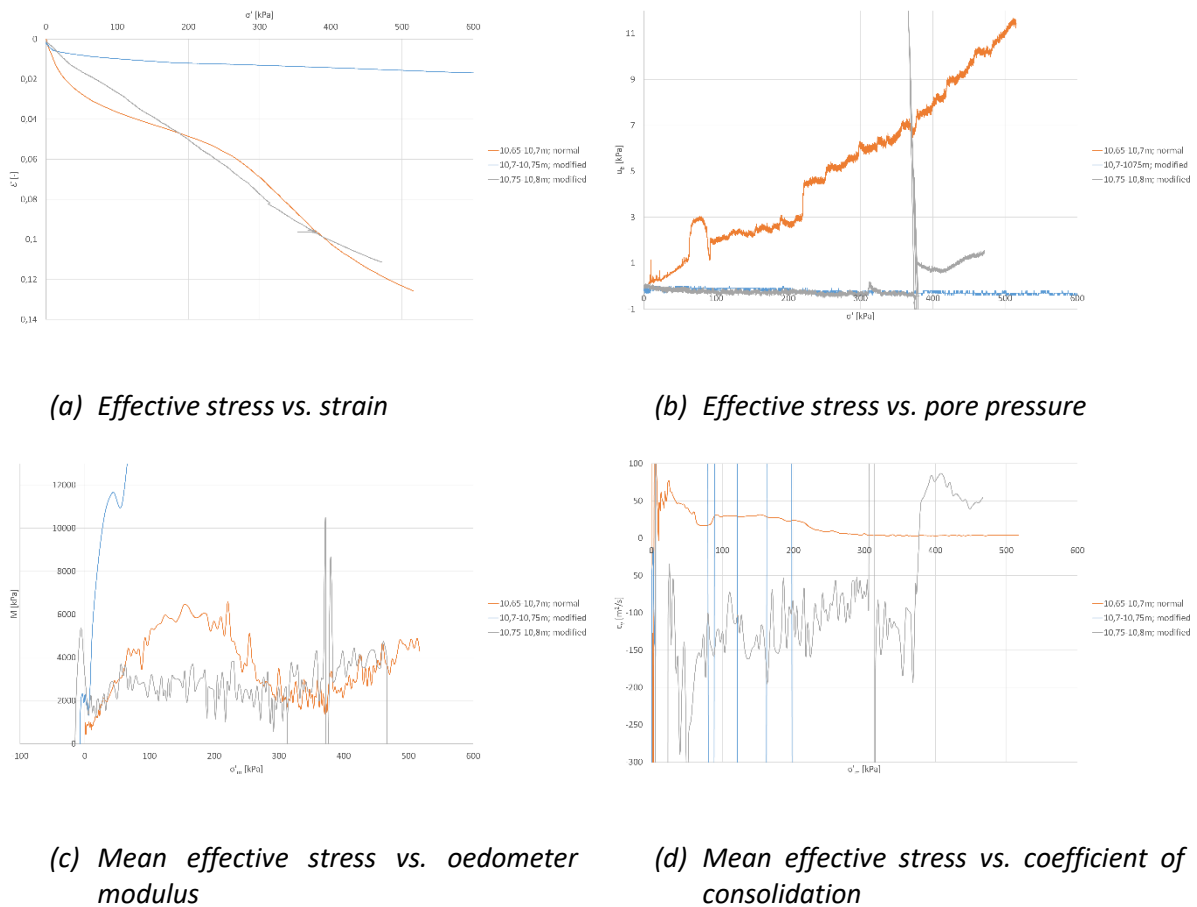 σ' [kPa]
0 100 200 300 400 500 600
0
0,02
0,04
0,06
0,08
0,1
0,12
0,14
ε [-]
10,65-10,7m; normal
10,7-10,75m; modified
10.75-10,8m; modified
(a) Effective stress vs. strain
11
9
7
5
3
1
1
[kPa]
0 100 200 300 400 500 600
σ' [kPa]
10,65-10,7m; normal
10,7-1075m; modified
10.75-10,8m; modified
(b) Effective stress vs. pore pressure
12000
10000
8000
6000
4000
2000
0
M [kPa]
100 0 100 200 300 400 500 600
σ'm [kPa]
10.65-10,7m; normal
10,7-10,75m; modified
10.75-10,8m; modified
(c) Mean effective stress vs. oedometer
modulus
100
50
0
-50
-100
-150
-200
-250
300
[m²/s]
0 100 200 300 400 500 600
[kPa]
10.65-10,7m; normal
10,7-10,75m; modified
10.75-10,8m; modified
(d) Mean effective stress vs. coefficient of
consolidation